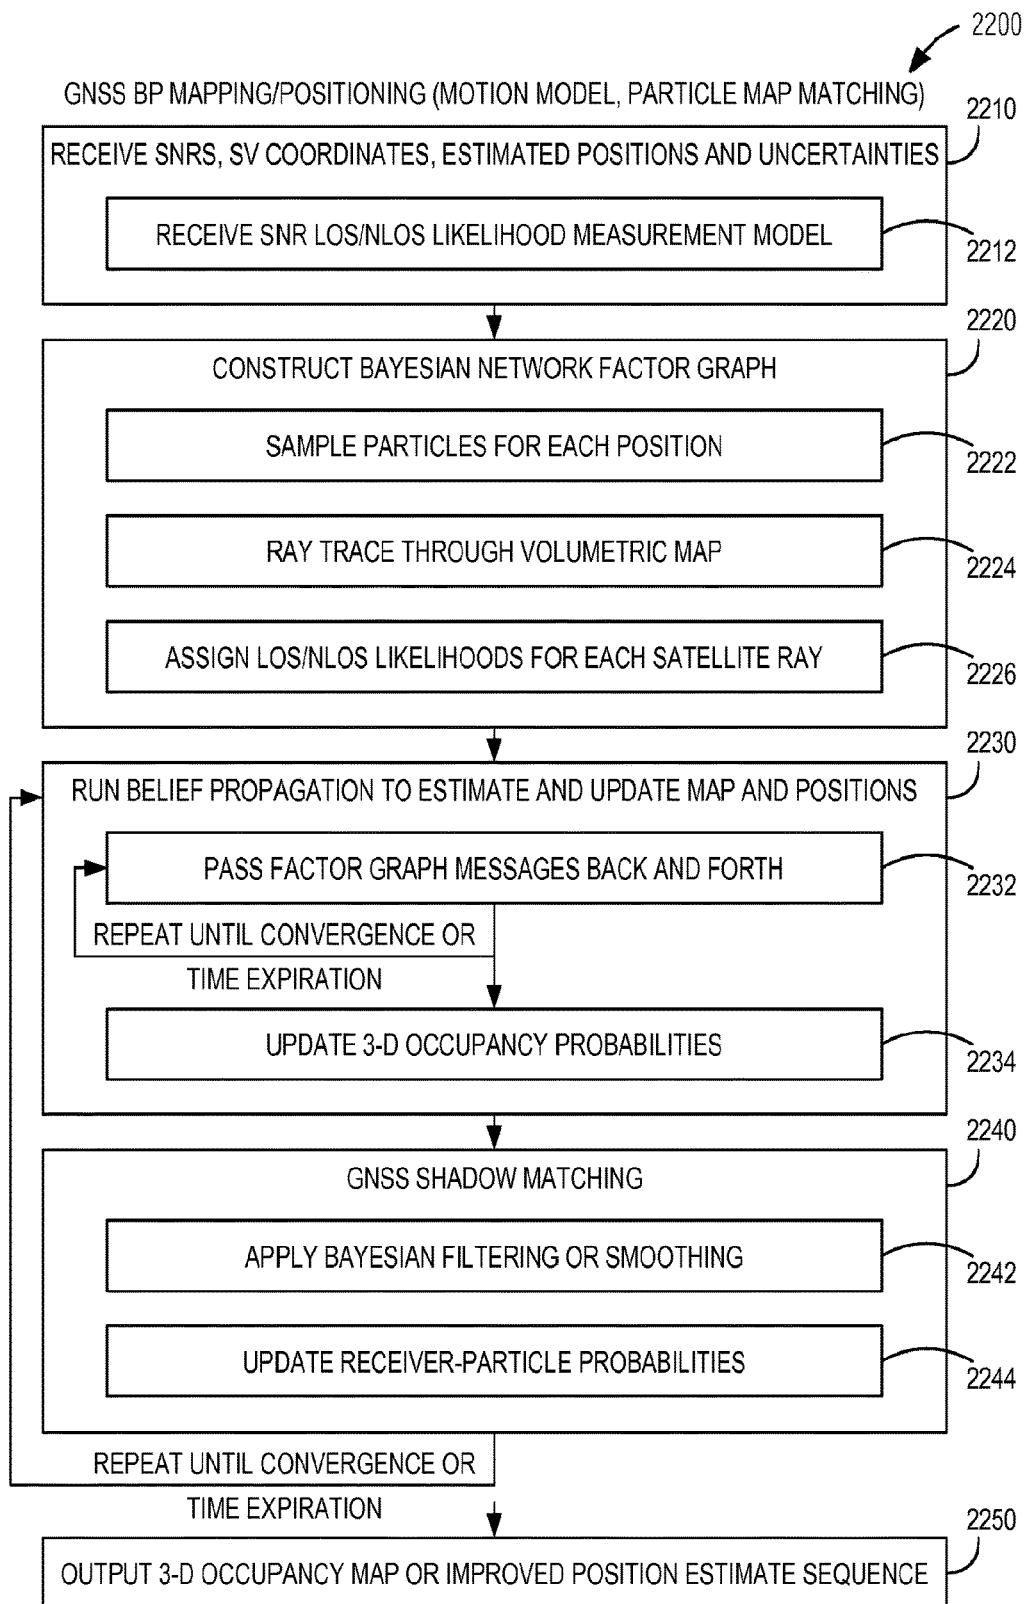 2200
GNSS BP MAPPING/POSITIONING (MOTION MODEL, PARTICLE MAP MATCHING)
2210
RECEIVE SNRS, SV COORDINATES, ESTIMATED POSITIONS AND UNCERTAINTIES
RECEIVE SNR LOS/NLOS LIKELIHOOD MEASUREMENT MODEL
2212
2220
CONSTRUCT BAYESIAN NETWORK FACTOR GRAPH
SAMPLE PARTICLES FOR EACH POSITION
2222
RAY TRACE THROUGH VOLUMETRIC MAP
2224
ASSIGN LOS/NLOS LIKELIHOODS FOR EACH SATELLITE RAY
2226
2230
RUN BELIEF PROPAGATION TO ESTIMATE AND UPDATE MAP AND POSITIONS
PASS FACTOR GRAPH MESSAGES BACK AND FORTH
2232
REPEAT UNTIL CONVERGENCE OR
TIME EXPIRATION
UPDATE 3-D OCCUPANCY PROBABILITIES
2234
2240
GNSS SHADOW MATCHING
APPLY BAYESIAN FILTERING OR SMOOTHING
2242
UPDATE RECEIVER-PARTICLE PROBABILITIES
2244
REPEAT UNTIL CONVERGENCE OR
TIME EXPIRATION
2250
OUTPUT 3-D OCCUPANCY MAP OR IMPROVED POSITION ESTIMATE SEQUENCE